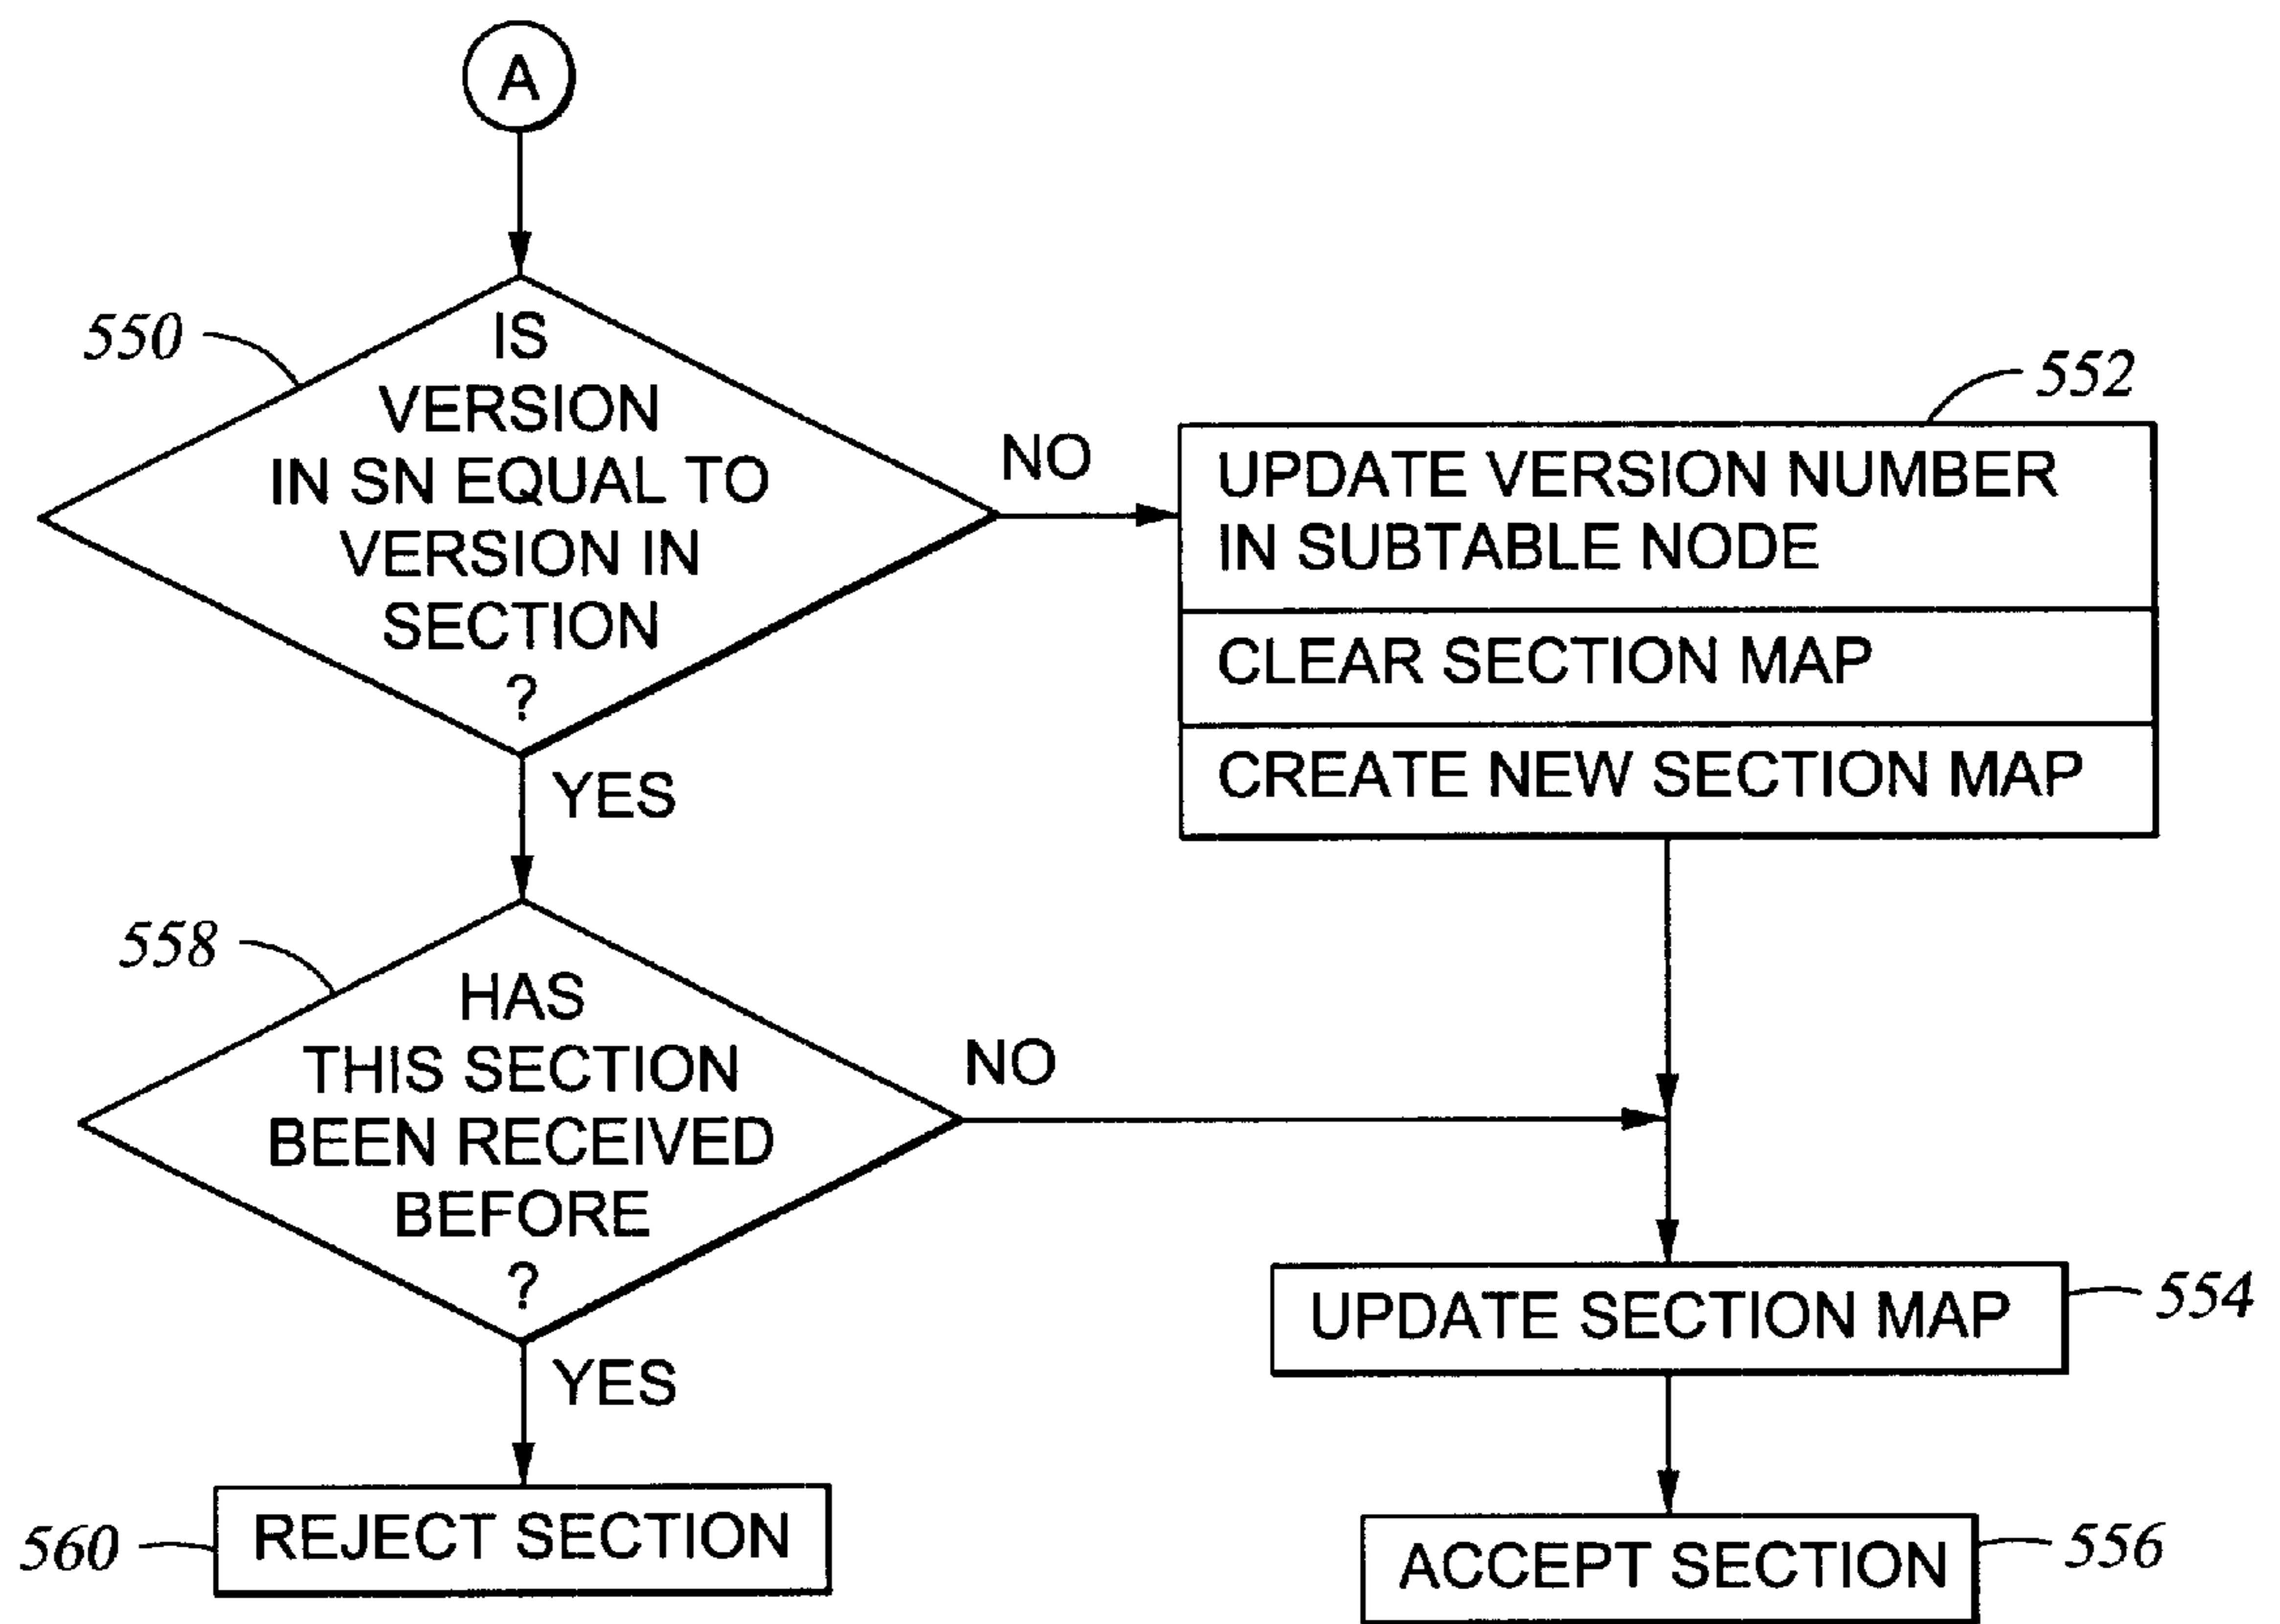 A
550
IS
VERSION
IN SN EQUAL TO
VERSION IN
SECTION
?
NO
YES
552
UPDATE VERSION NUMBER
IN SUBTABLE NODE
CLEAR SECTION MAP
CREATE NEW SECTION MAP
558
HAS
THIS SECTION
BEEN RECEIVED
BEFORE
?
NO
YES
UPDATE SECTION MAP
554
560
REJECT SECTION
ACCEPT SECTION
556